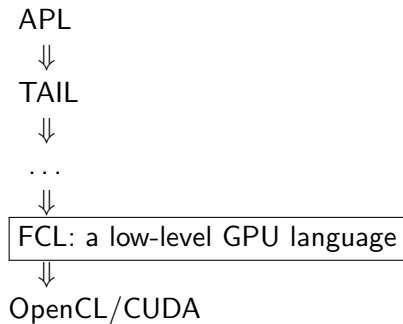 APL
⇓
TAIL
⇓
. . .
⇓
FCL: a low-level GPU language
⇓
OpenCL/CUDA